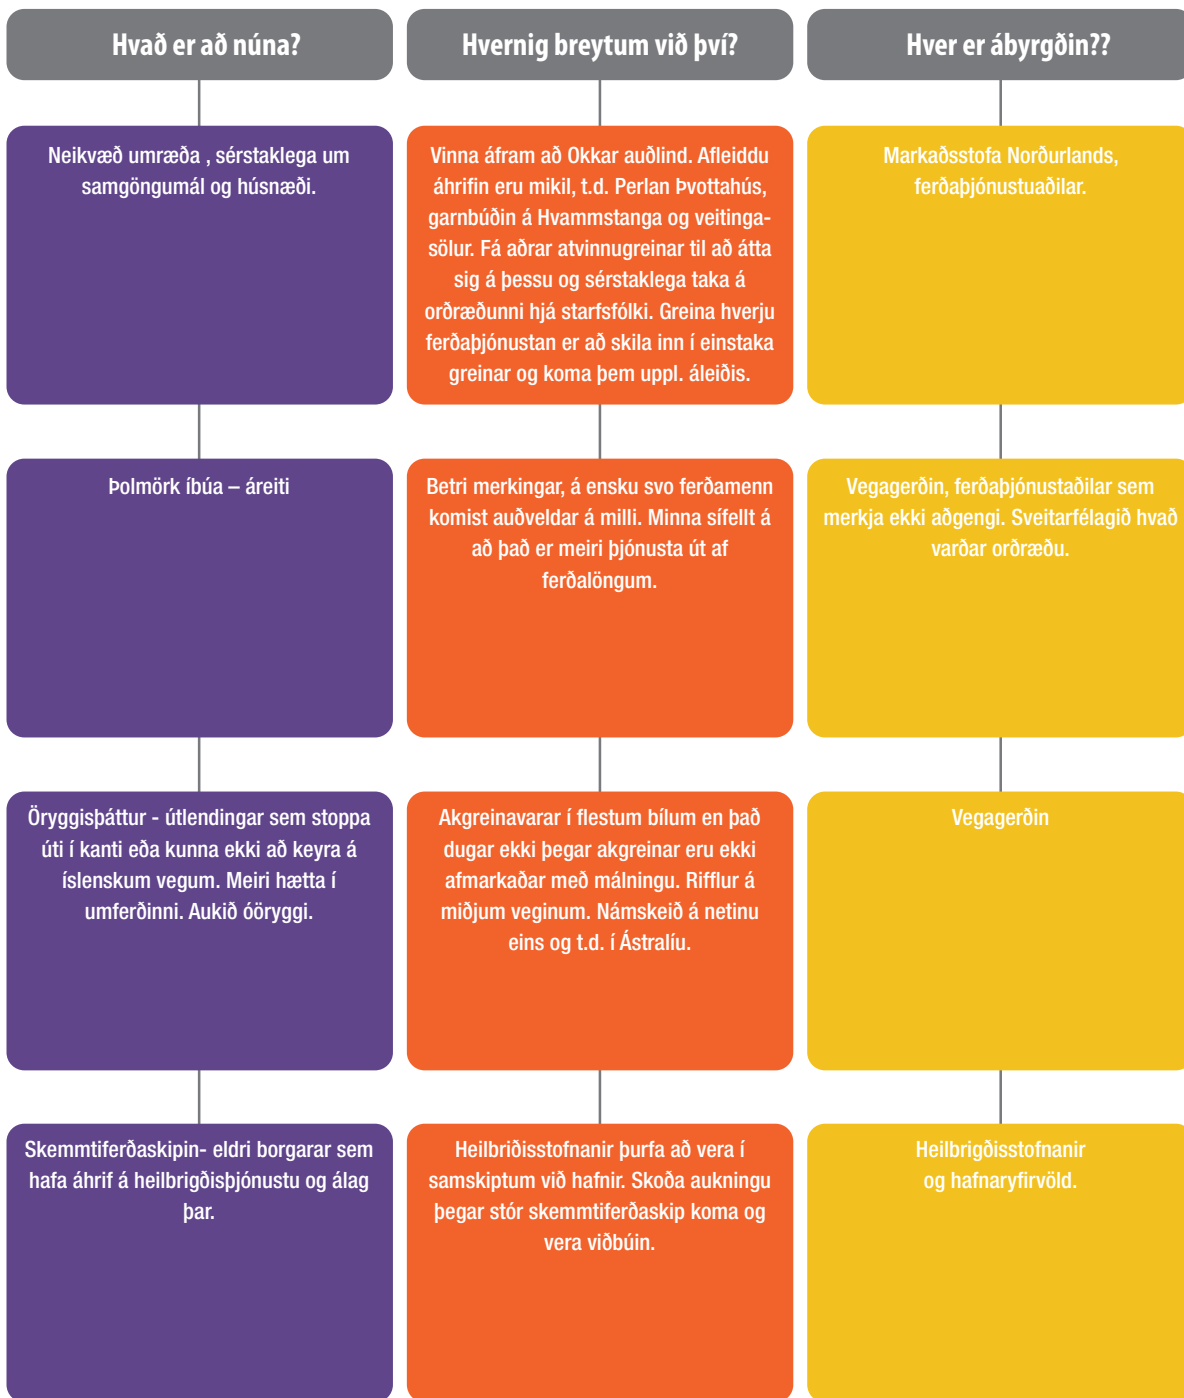 Hvað er að núna?
Hvernig breytum við því?
Hver er ábyrgðin??
Neikvæð umræða , sérstaklega um
samgöngumál og húsnæði.
Vinna áfram að Okkar auðlind. Afleiddu
áhrifin eru mikil, t.d. Perlan Þvottahús,
garnbúðin á Hvammstanga og veitinga-
sölur. Fá aðrar atvinnugreinar til að átta
sig á þessu og sérstaklega taka á
orðræðunni hjá starfsfólki. Greina hverju
ferðaþjónustan er að skila inn í einstaka
greinar og koma þem uppl. áleiðis.
Markaðsstofa Norðurlands,
ferðaþjónustuaðilar.
Þolmörk íbúa – áreiti
Betri merkingar, á ensku svo ferðamenn
komist auðveldar á milli. Minna sífellt á
að það er meiri þjónusta út af
ferðalöngum.
Vegagerðin, ferðaþjónustaðilar sem
merkja ekki aðgengi. Sveitarfélagið hvað
varðar orðræðu.
Öryggisþáttur - útlendingar sem stoppa
úti í kanti eða kunna ekki að keyra á
íslenskum vegum. Meiri hætta í
umferðinni. Aukið óöryggi.
Akgreinavarar í flestum bílum en það
dugar ekki þegar akgreinar eru ekki
afmarkaðar með málningu. Rifflur á
miðjum veginum. Námskeið á netinu
eins og t.d. í Ástralíu.
Vegagerðin
Skemmtiferðaskipin- eldri borgarar sem
hafa áhrif á heilbrigðisþjónustu og álag
þar.
Heilbriðisstofnanir þurfa að vera í
samskiptum við hafnir. Skoða aukningu
þegar stór skemmtiferðaskip koma og
vera viðbúin.
Heilbrigðisstofnanir
og hafnaryfirvöld.